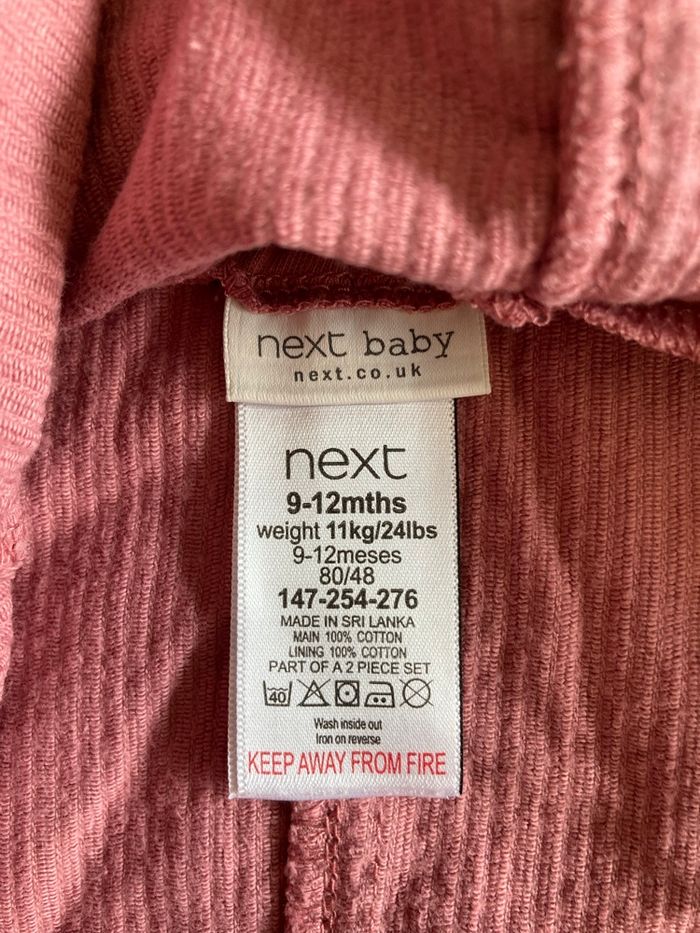 next baby
next.co.uk
next
9-12mths
weight 11kg/24lbs
9-12meses
80/48
147-254-276
MADE IN SRI LANKA
MAIN 100% COTTON
LINING 100% COTTON
PART OF A 2 PIECE SET
40
Wash inside out
Iron on reverse
KEEP AWAY FROM FIRE